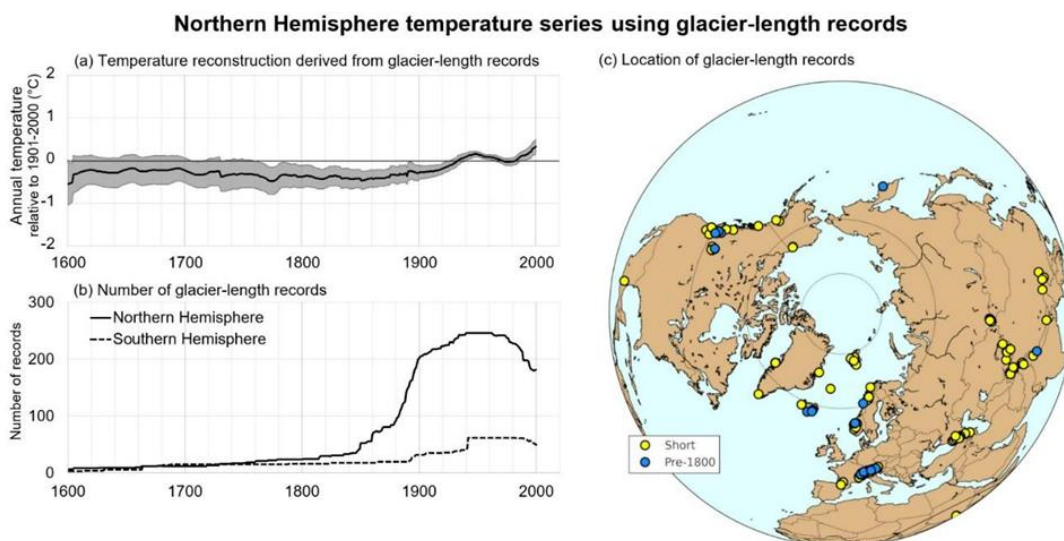 Northern Hemisphere temperature series using glacier-length records
(a) Temperature reconstruction derived from glacier-length records
Annual temperature
relative to 1901-2000 (°C)
2
1
0
-1
-2
1600
1700
1800
1900
2000
(b) Number of glacier-length records
Number of records
300
200
100
0
Northern Hemisphere
Southern Hemisphere
1600
1700
1800
1900
2000
(c) Location of glacier-length records
Short
Pre-1800